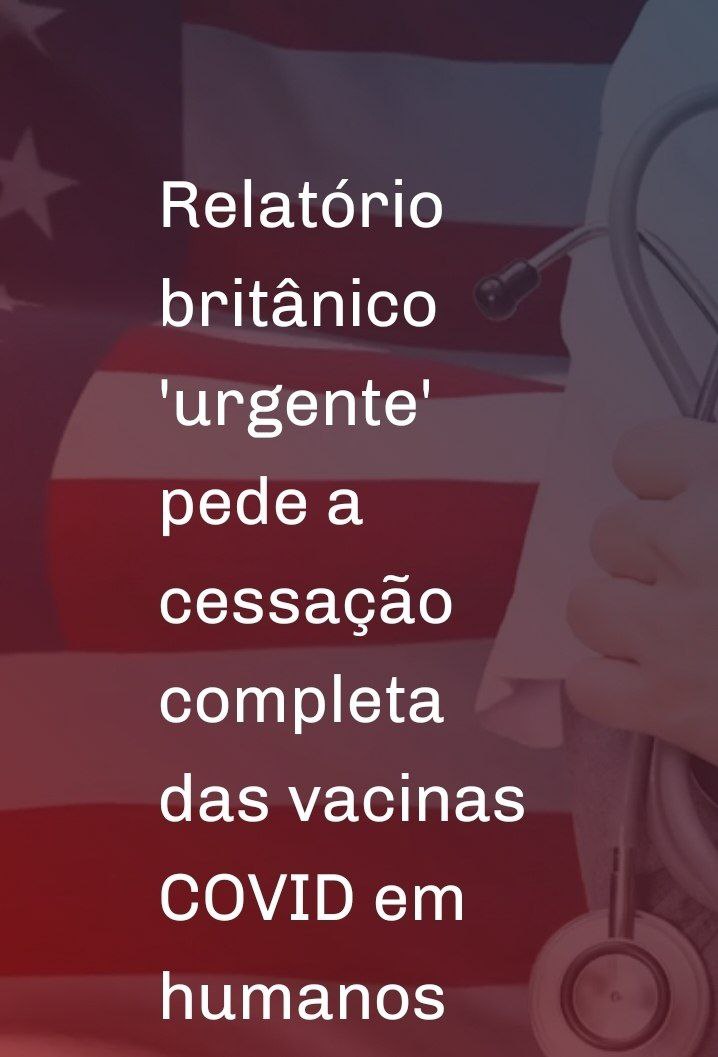 Relatório
britânico
'urgente'
pede a
cessação
completa
das vacinas
COVID em
humanos